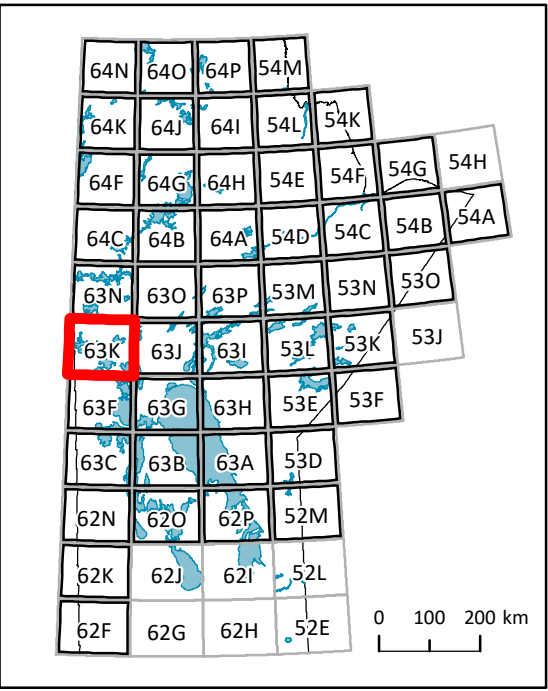 64N 64O 64P 54M
64K 64J 64I 54L 54K
64F 64G 64H 54E 54F 54G 54H
64C 64B 64A 54D 54C 54B 54A
63N 63O 63P 53M 53N 53O
63K 63J 63I 53L 53K 53J
63F 63G 63H 53E 53F
63C 63B 63A 53D
62N 62O 62P 52M
62K 62J 62I 52L
62F 62G 62H 52E
0 100 200 km